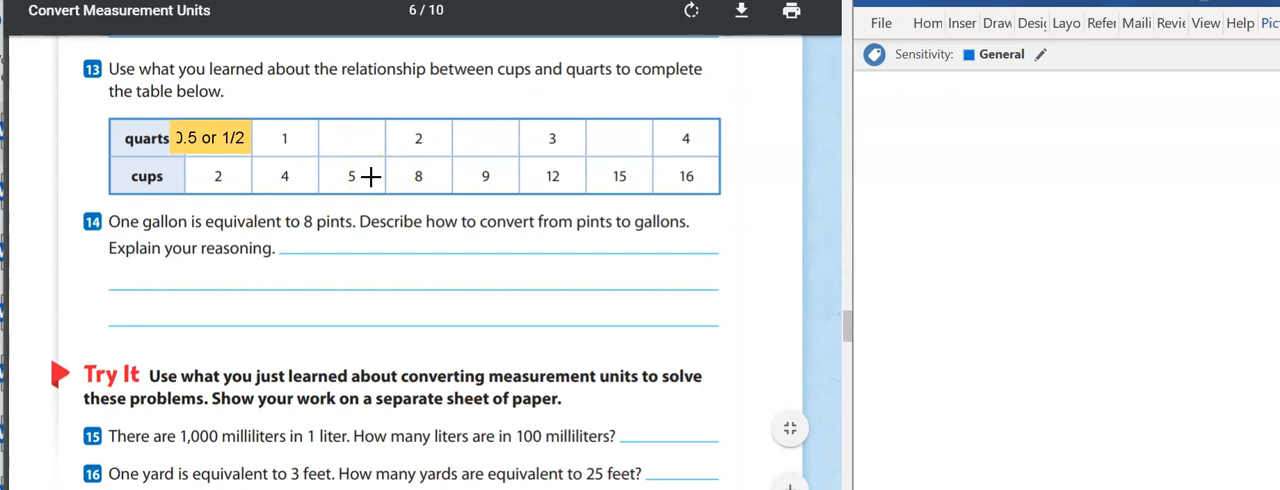 Convert Measurement Units 6 / 10
File Hom Inser Draw Desig Layo Refer Maili Revie View Help Pic
Sensitivity: General
13 Use what you learned about the relationship between cups and quarts to complete
the table below.
quarts 0.5 or 1/2 1 2 3 4
cups 2 4 5 8 9 12 15 16
14 One gallon is equivalent to 8 pints. Describe how to convert from pints to gallons.
Explain your reasoning.
Try It Use what you just learned about converting measurement units to solve
these problems. Show your work on a separate sheet of paper.
15 There are 1,000 milliliters in 1 liter. How many liters are in 100 milliliters?
16 One yard is equivalent to 3 feet. How many yards are equivalent to 25 feet?